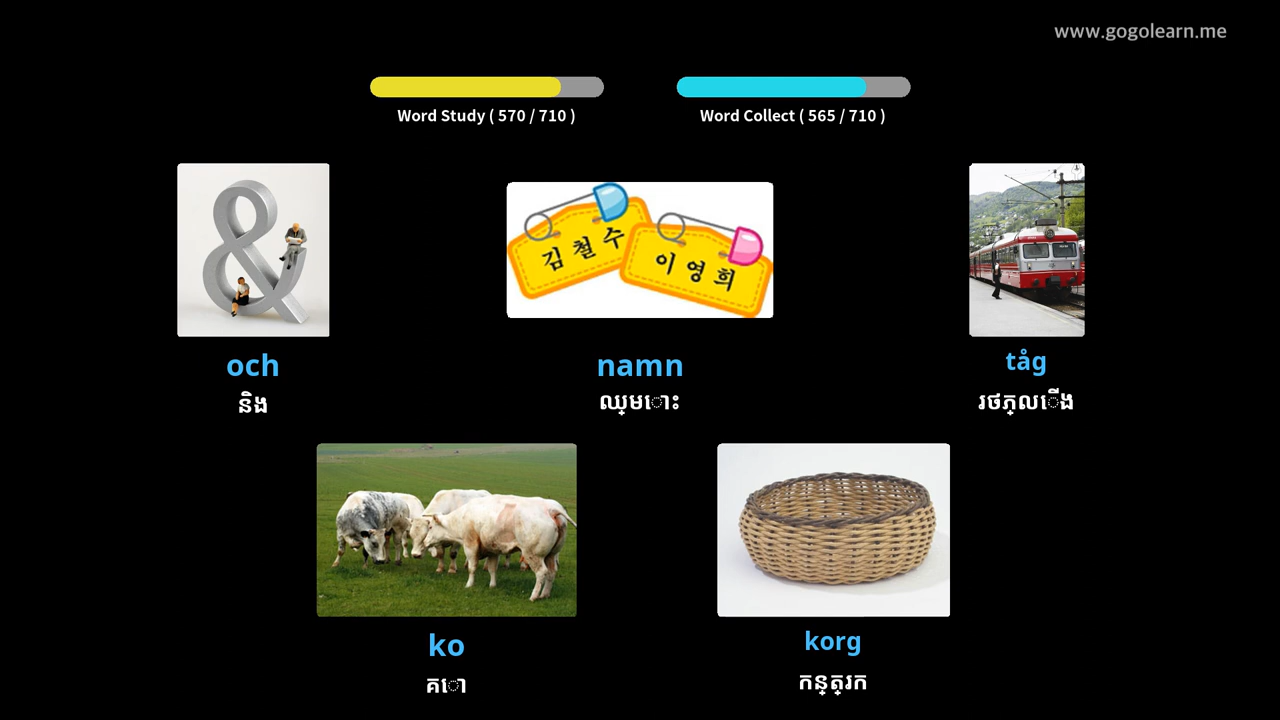 www.gogolearn.me
Word Study ( 570 / 710 )
Word Collect ( 565 / 710 )
김철수
이영희
och
namn
tåg
និង
ឈ្មោះ
រថភ្លើង
ko
korg
គោ
កន្ត្រក